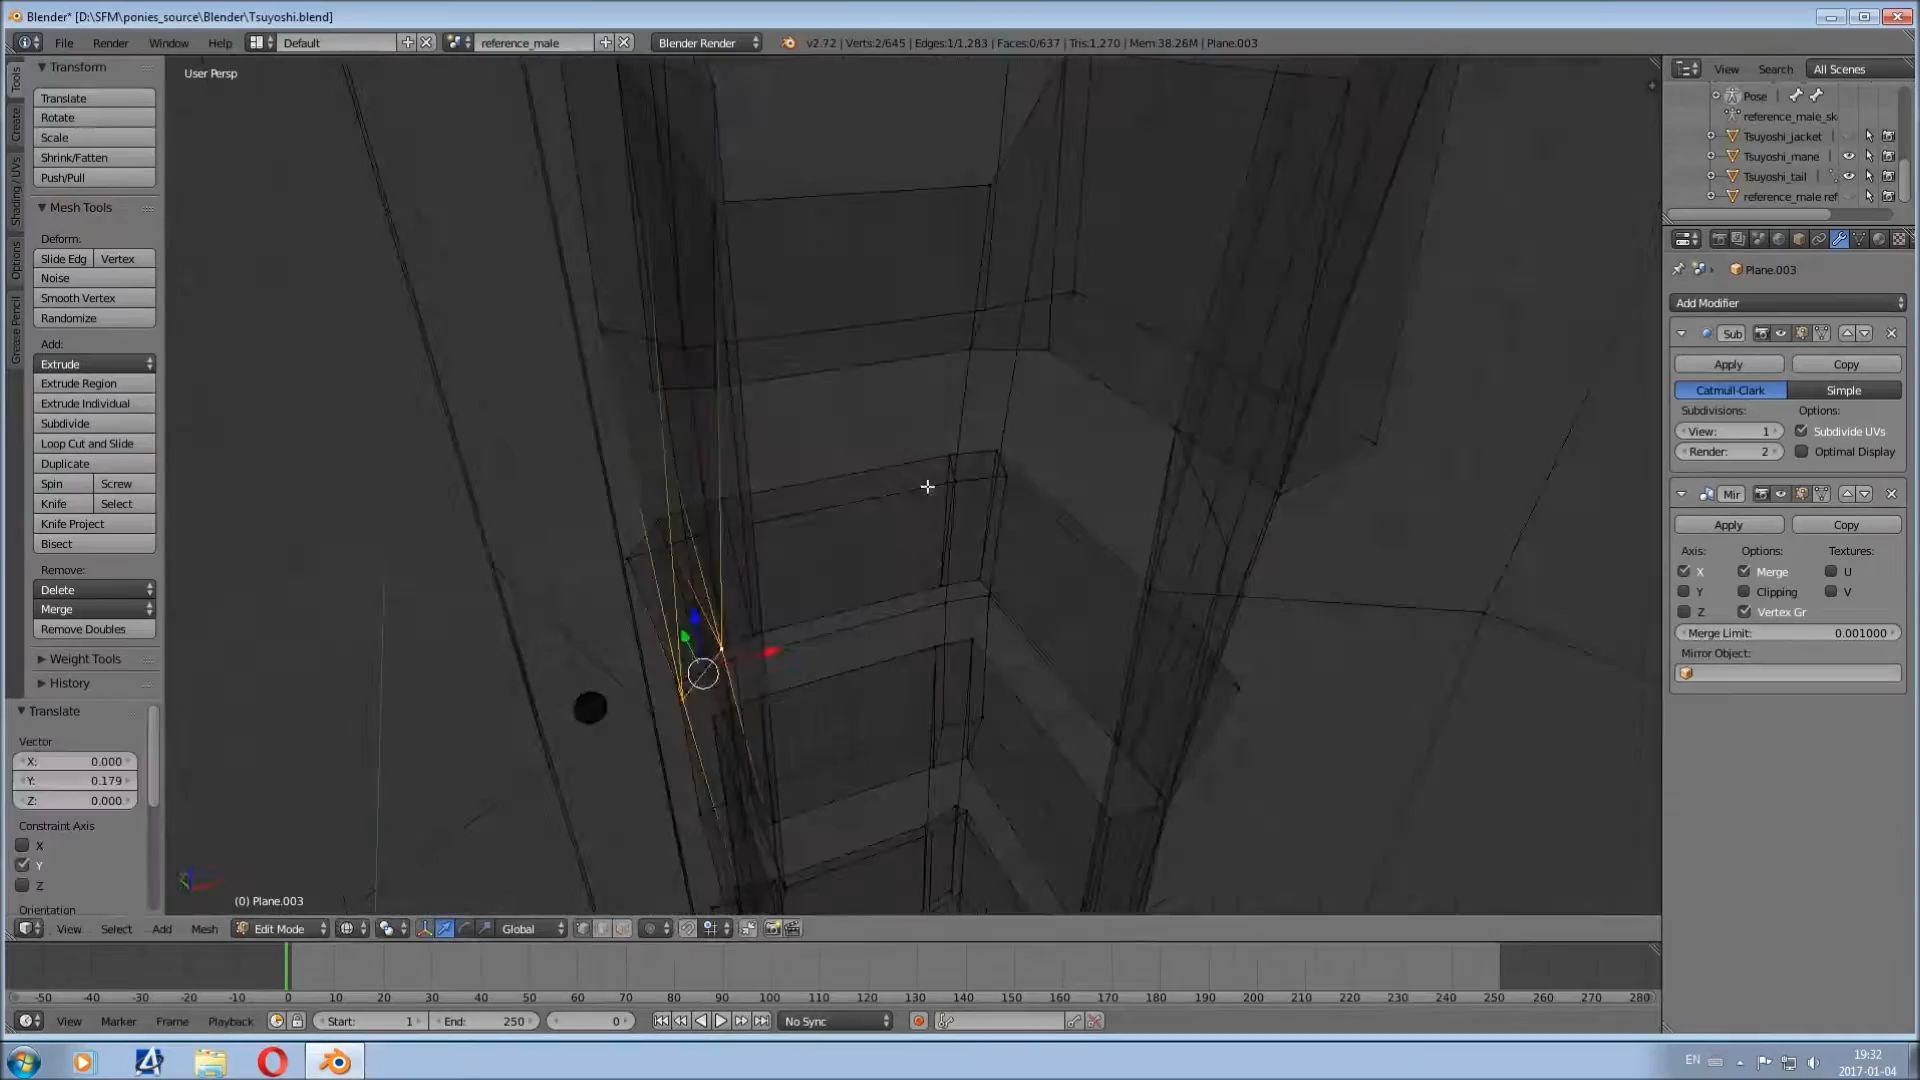 Blender* [D:\SFM\ponies_source\Blender\Tsuyoshi.blend]
File Render Window Help Default reference_male Blender Render v2.72 | Verts:2/645 | Edges:1/1,283 | Faces:0/637 | Tris:1,270 | Mem:38.26M | Plane.003
Tools
Create
Shading / UVs
Options
Grease Pencil
Transform
Translate
Rotate
Scale
Shrink/Fatten
Push/Pull
Mesh Tools
Deform:
Slide Edg Vertex
Noise
Smooth Vertex
Randomize
Add:
Extrude
Extrude Region
Extrude Individual
Subdivide
Loop Cut and Slide
Duplicate
Spin Screw
Knife Select
Knife Project
Bisect
Remove:
Delete
Merge
Remove Doubles
Weight Tools
History
Translate
Vector
X: 0.000
Y: 0.179
Z: 0.000
Constraint Axis
X
Y
Z
Orientation
User Persp
(0) Plane.003
View Search All Scenes
Pose
reference_male_sk
Tsuyoshi_jacket
Tsuyoshi_mane
Tsuyoshi_tail
reference_male ref
Plane.003
Add Modifier
Sub
Apply Copy
Catmull-Clark Simple
Subdivisions: Options:
View: 1 Subdivide UVs
Render: 2 Optimal Display
Mir
Apply Copy
Axis: Options: Textures:
X Merge U
Y Clipping V
Z Vertex Gr
Merge Limit: 0.001000
Mirror Object:
View Select Add Mesh Edit Mode Global
-50 -40 -30 -20 -10 0 10 20 30 40 50 60 70 80 90 100 110 120 130 140 150 160 170 180 190 200 210 220 230 240 250 260 270 280
View Marker Frame Playback Start: 1 End: 250 0 No Sync
EN
19:32
2017-01-04